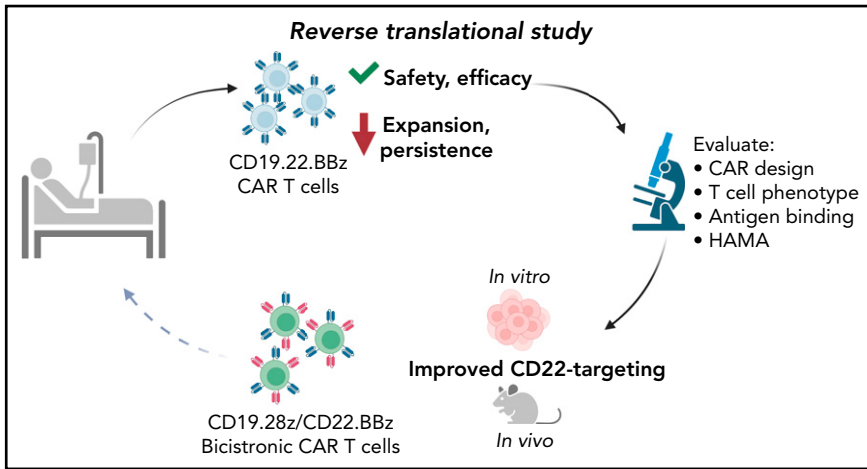 Reverse translational study
Safety, efficacy
Expansion,
persistence
CD19.22.BBz
CAR T cells
Evaluate:
• CAR design
• T cell phenotype
• Antigen binding
• HAMA
In vitro
Improved CD22-targeting
In vivo
CD19.28z/CD22.BBz
Bicistronic CAR T cells